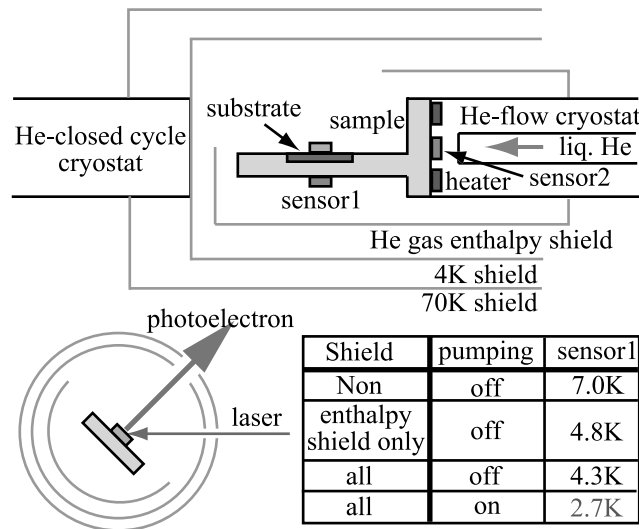 He-closed cycle
cryostat
substrate
sample
sensor1
He-flow cryostat
liq. He
sensor2
heater
He gas enthalpy shield
4K shield
70K shield
photoelectron
laser
Shield pumping sensor1
Non off 7.0K
enthalpy
shield only off 4.8K
all off 4.3K
all on 2.7K